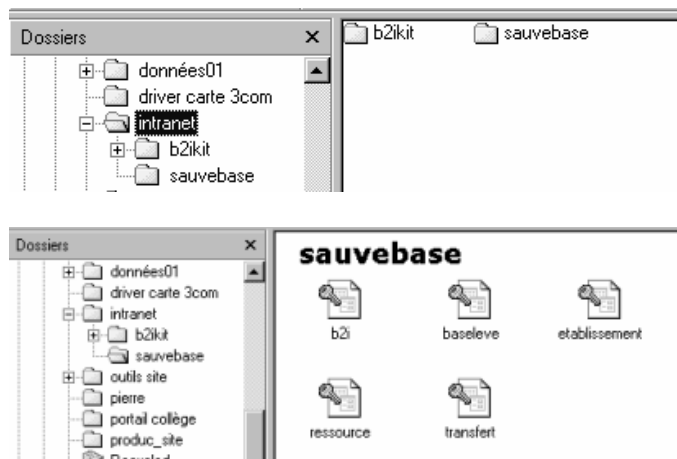 Dossiers
données01
driver carte 3com
intranet
b2ikit
sauvebase
b2ikit sauvebase
Dossiers
données01
driver carte 3com
intranet
b2ikit
sauvebase
outils site
pierre
portail collège
produc_site
sauvebase
b2i baseleve etablissement
ressource transfert